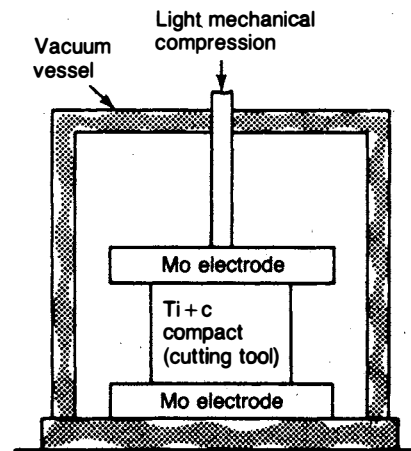 Light mechanical
compression
Vacuum
vessel
Mo electrode
Ti+c
compact
(cutting tool)
Mo electrode